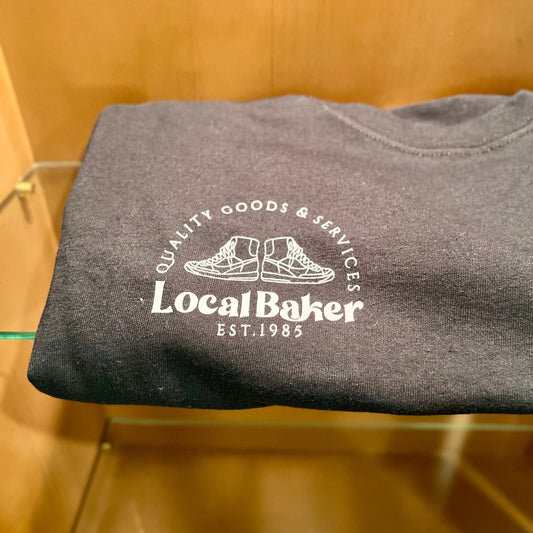 QUALITY GOODS & SERVICES
Local Baker
EST. 1985